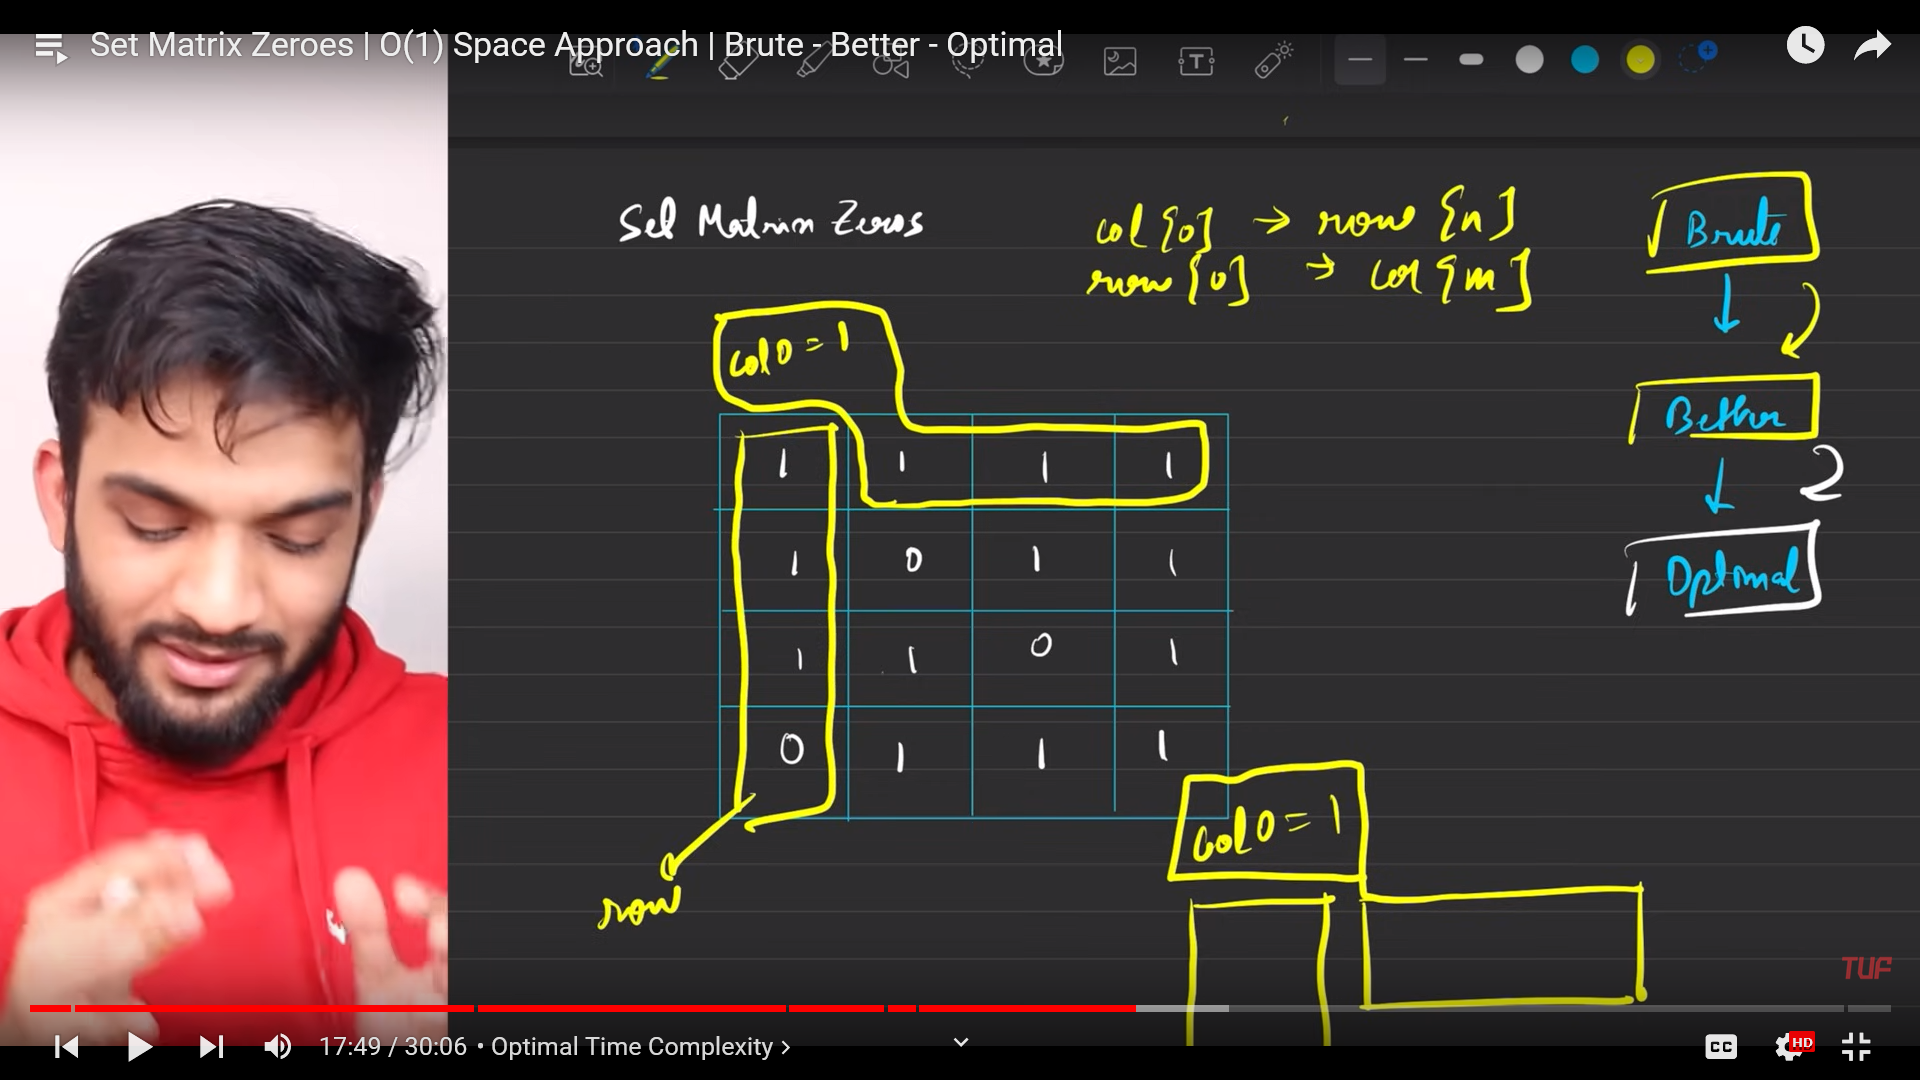 Set Matrix Zeroes | O(1) Space Approach | Brute - Better - Optimal
T
Set Matrix Zeros
col[0] → row [n]
row[0] → col [m]
Brute
Better
2
Optimal
col0 = 1
1 1 1 1
1 0 1 1
1 1 0 1
0 1 1 1
row
col0 = 1
TUF
17:49 / 30:06 • Optimal Time Complexity >
CC
HD